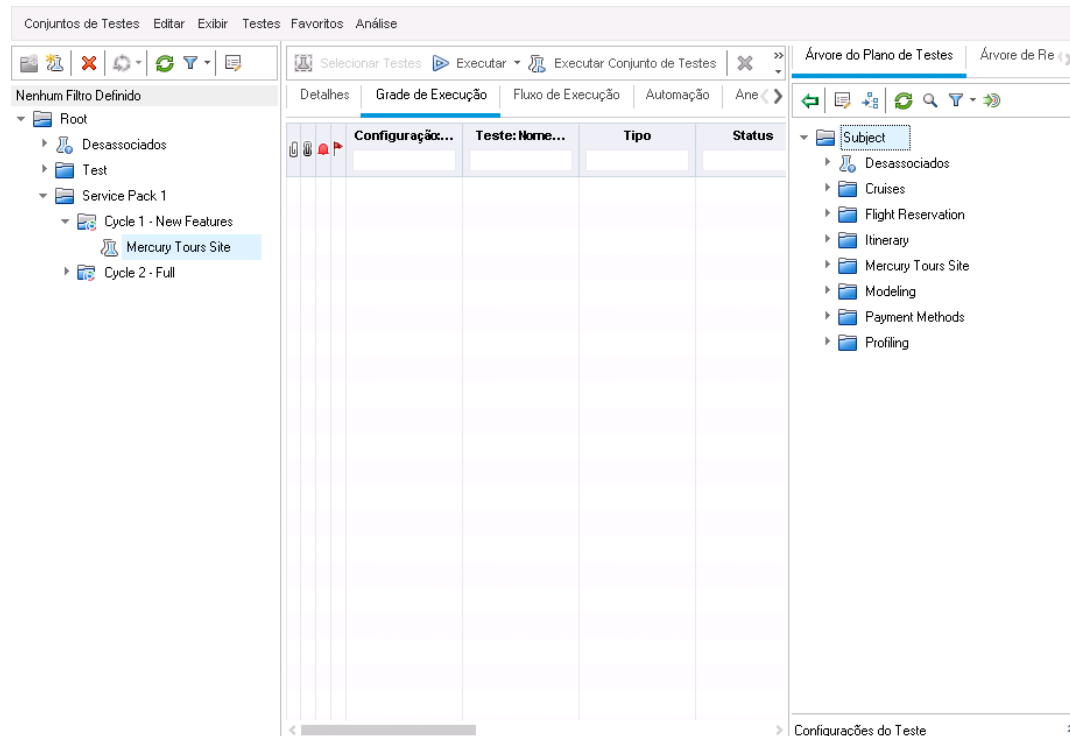 Conjuntos de Testes Editar Exibir Testes Favoritos Análise
Nenhum Filtro Definido
Root
Desassociados
Test
Service Pack 1
Cycle 1 - New Features
Mercury Tours Site
Cycle 2 - Full
Selecionar Testes Executar Executar Conjunto de Testes
Detalhes Grade de Execução Fluxo de Execução Automação Ane
Configuração:... Teste: Nome... Tipo Status
Árvore do Plano de Testes Árvore de Re
Subject
Desassociados
Cruises
Flight Reservation
Itinerary
Mercury Tours Site
Modeling
Payment Methods
Profiling
Configurações do Teste